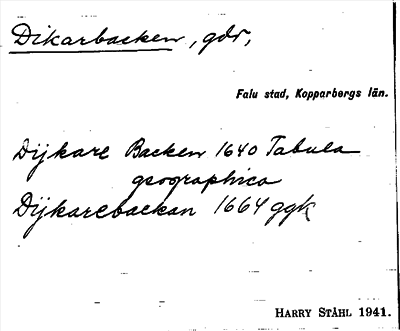 Dikarbacken, gdr,
Falu stad, Kopparbergs län.
Dijkare Backen 1640 Tabula
geographica
Dijkarebackan 1664 ggk
HARRY STÅHL 1941.